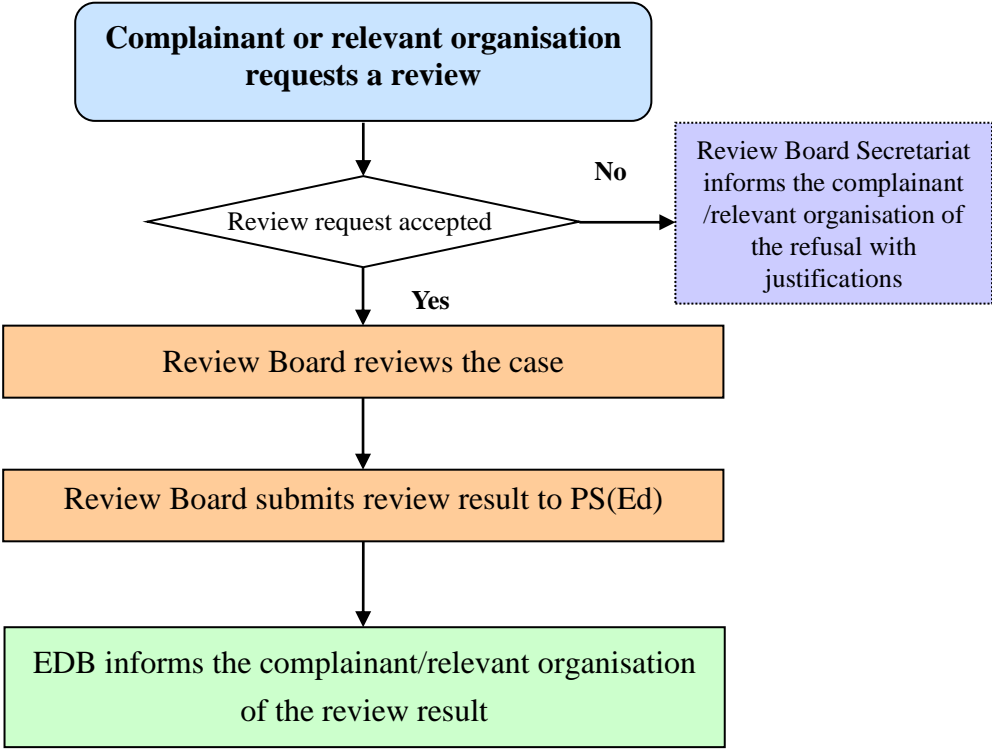 Complainant or relevant organisation
requests a review
No
Review Board Secretariat
informs the complainant
/relevant organisation of
the refusal with
justifications
Review request accepted
Yes
Review Board reviews the case
Review Board submits review result to PS(Ed)
EDB informs the complainant/relevant organisation
of the review result